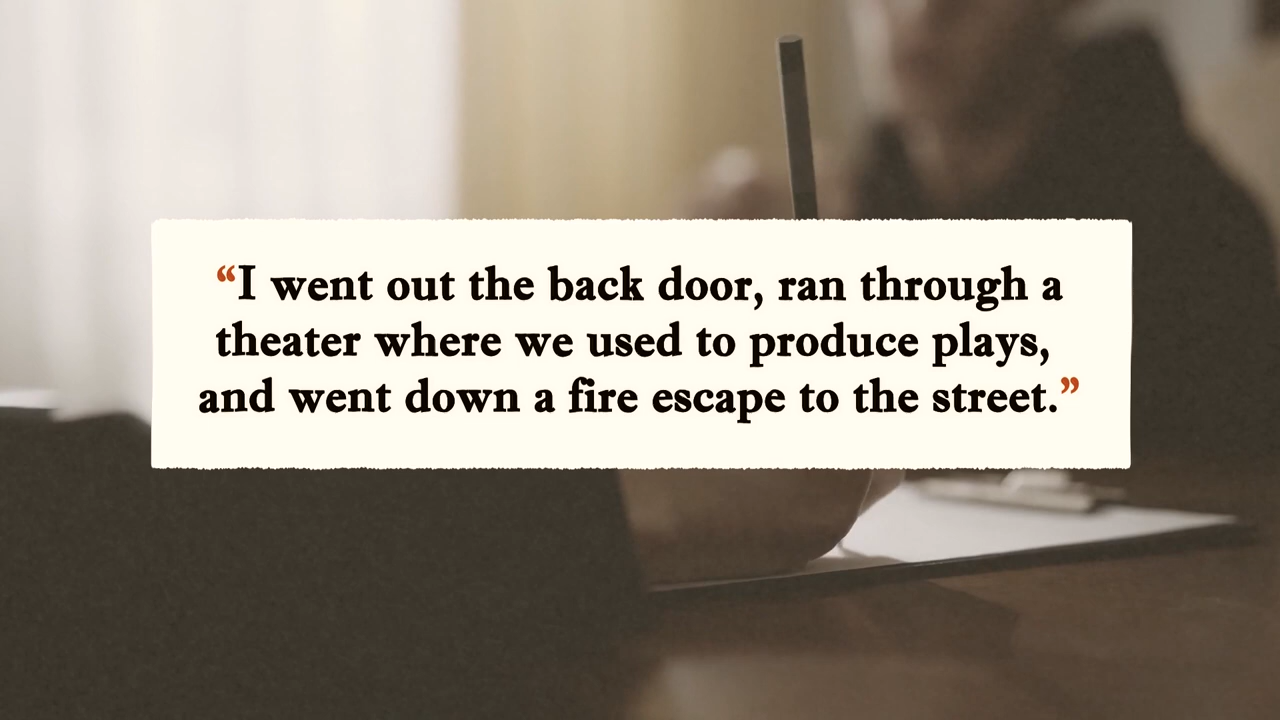 “I went out the back door, ran through a
theater where we used to produce plays,
and went down a fire escape to the street.”